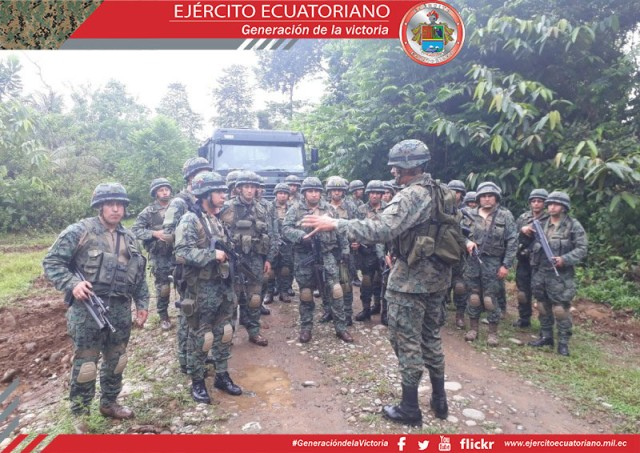 EJÉRCITO ECUATORIANO
Generación de la victoria
#GeneracióndelaVictoria
flickr
www.ejercitoecuatoriano.mil.ec